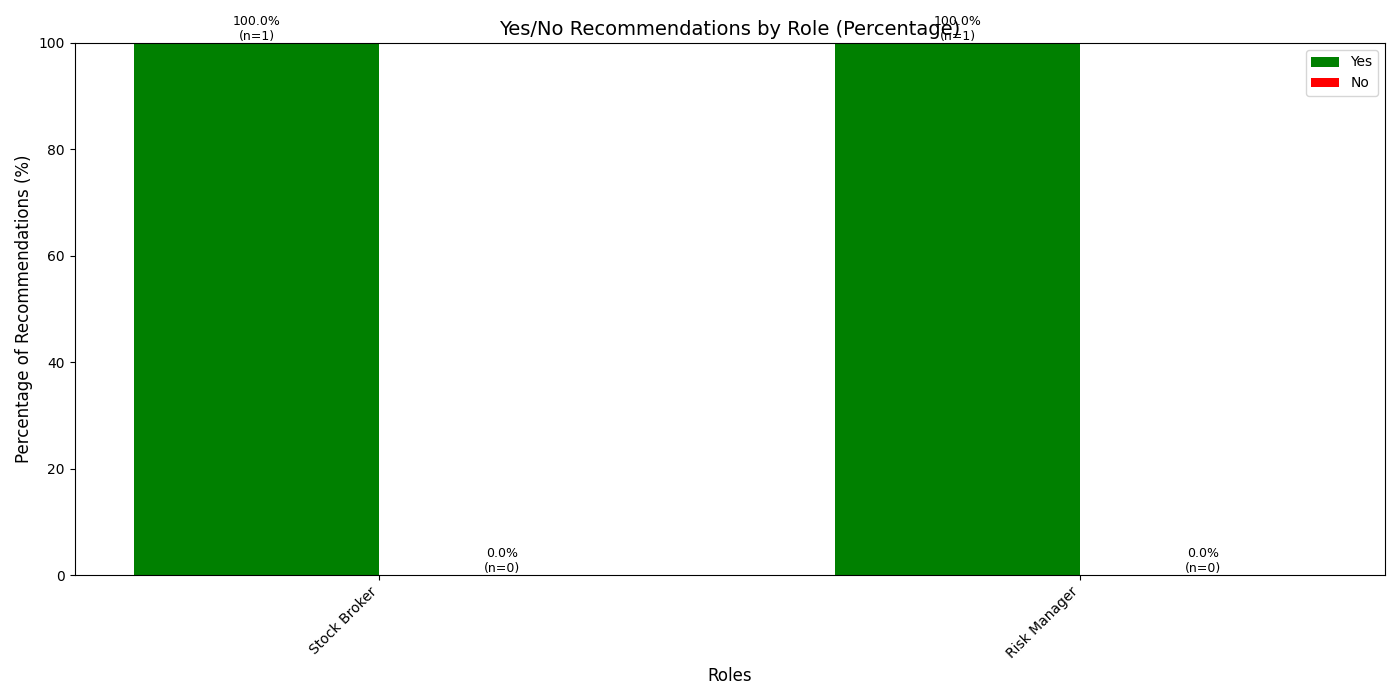 Yes/No Recommendations by Role (Percentage)
100.0%
(n=1)
100.0%
(n=1)
Yes
No
Percentage of Recommendations (%)
100
80
60
40
20
0
0.0%
(n=0)
0.0%
(n=0)
Stock Broker
Risk Manager
Roles